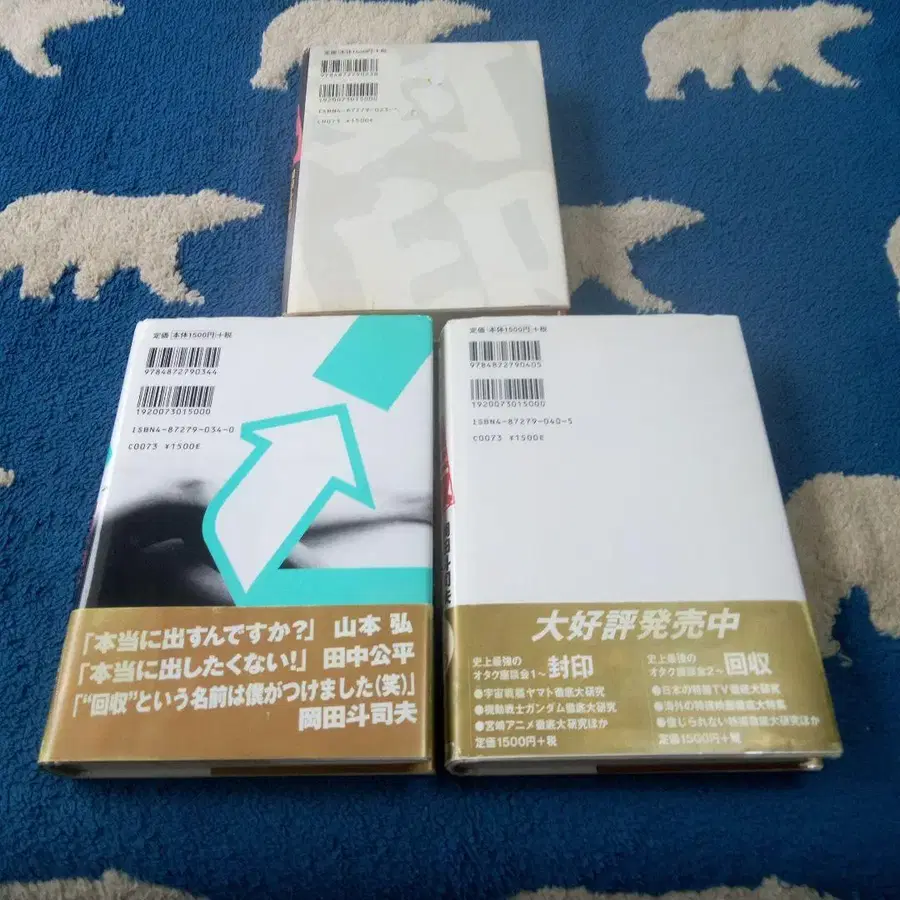 定価 本体1500円+税
9784872790238
1920073015000
ISBN4-87279-023-
C0073 ¥1500E
封印
定価 本体1500円+税
9784872790344
1920073015000
ISBN4-87279-034-0
C0073 ¥1500E
「本当に出すんですか?」 山本 弘
「本当に出したくない!」 田中公平
「"回収"という名前は僕がつけました(笑)」
岡田斗司夫
定価 本体1500円+税
9784872790405
1920073015000
ISBN4-87279-040-5
C0073 ¥1500E
大好評発売中
史上最強の
オタク座談会1~封印
●宇宙戦艦ヤマト徹底大研究
●機動戦士ガンダム徹底大研究
●宮崎アニメ徹底大研究ほか
定価1500円+税
史上最強の
オタク座談会2~回収
●日本の特撮TV徹底大研究
●海外の特撮映画徹底大特集
●信じられない特撮徹底大研究ほか
定価1500円+税